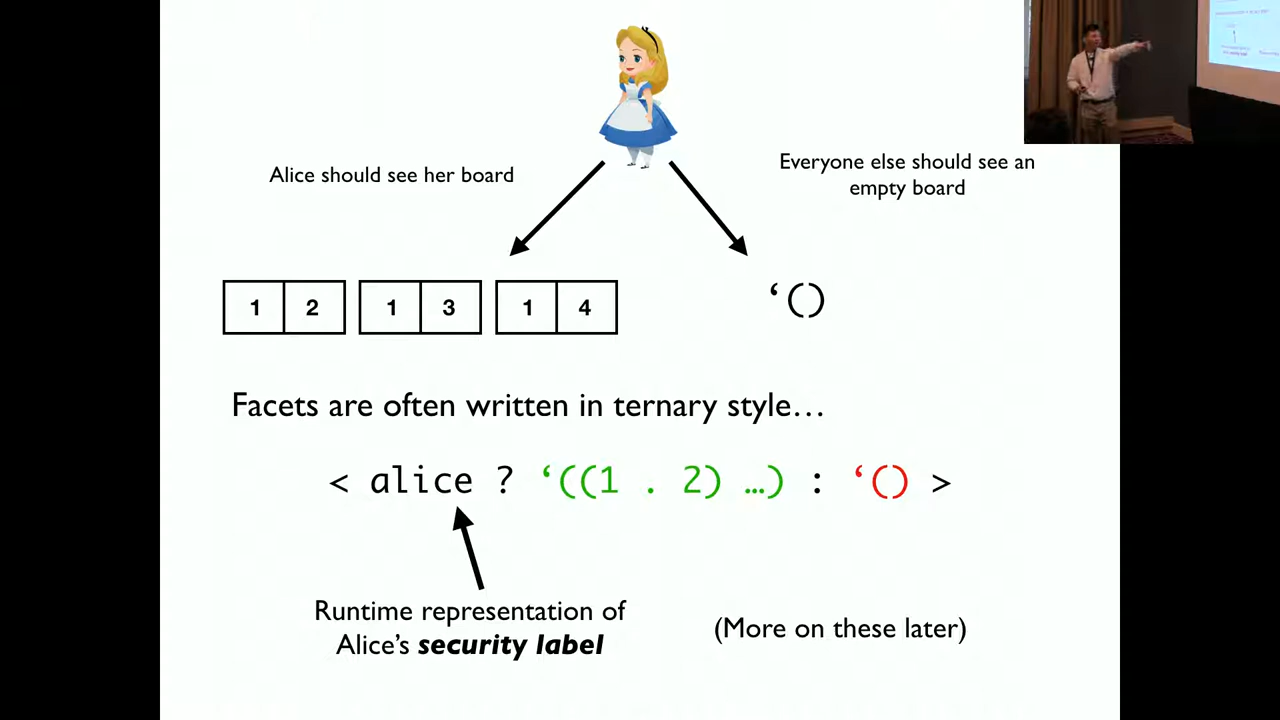 Alice should see her board
Everyone else should see an
empty board
1 2 1 3 1 4
‘()
Facets are often written in ternary style…
< alice ? ‘((1 . 2) …) : ‘() >
Runtime representation of
Alice’s security label
(More on these later)